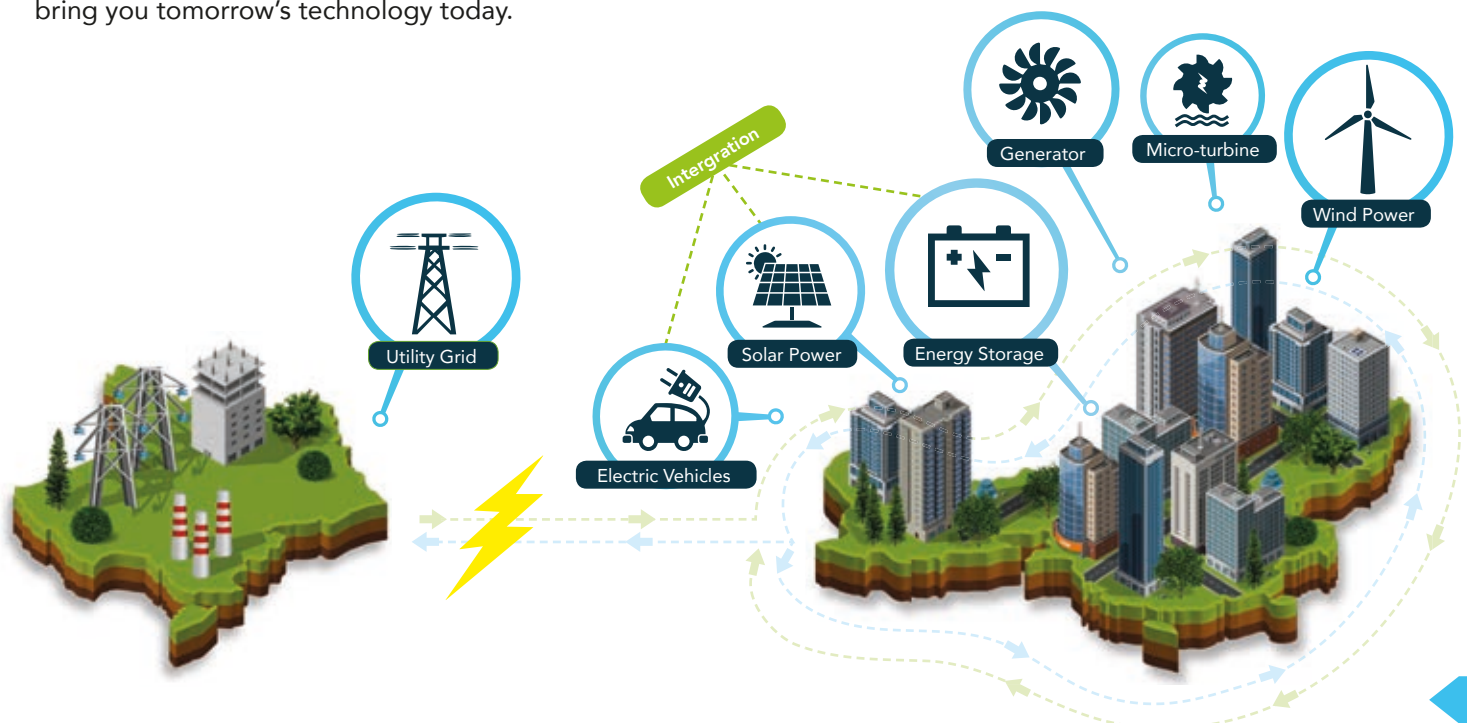 bring you tomorrow's technology today.
Intergration
Generator
Micro-turbine
Wind Power
Utility Grid
Solar Power
Energy Storage
Electric Vehicles